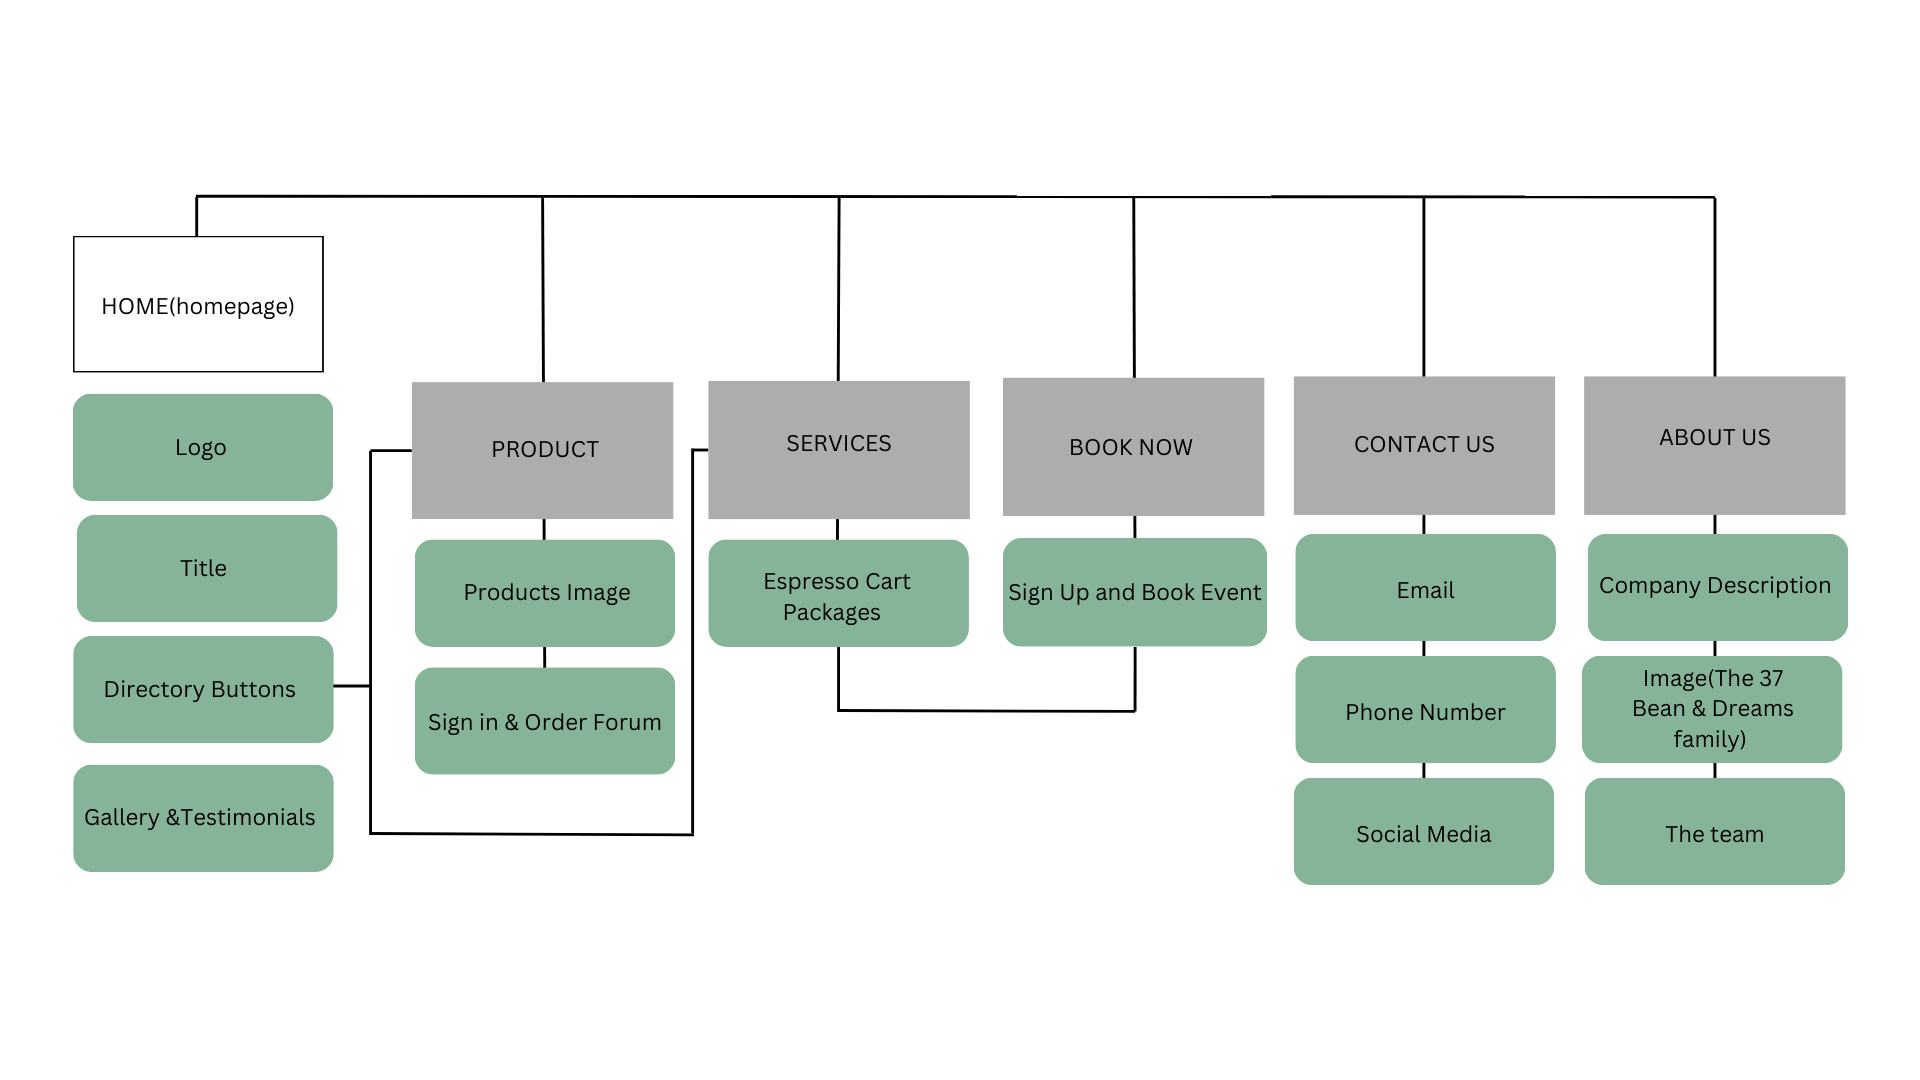 HOME(homepage)
Logo
Title
Directory Buttons
Gallery &Testimonials
PRODUCT
Products Image
Sign in & Order Forum
SERVICES
Espresso Cart
Packages
BOOK NOW
Sign Up and Book Event
CONTACT US
Email
Phone Number
Social Media
ABOUT US
Company Description
Image(The 37
Bean & Dreams
family)
The team